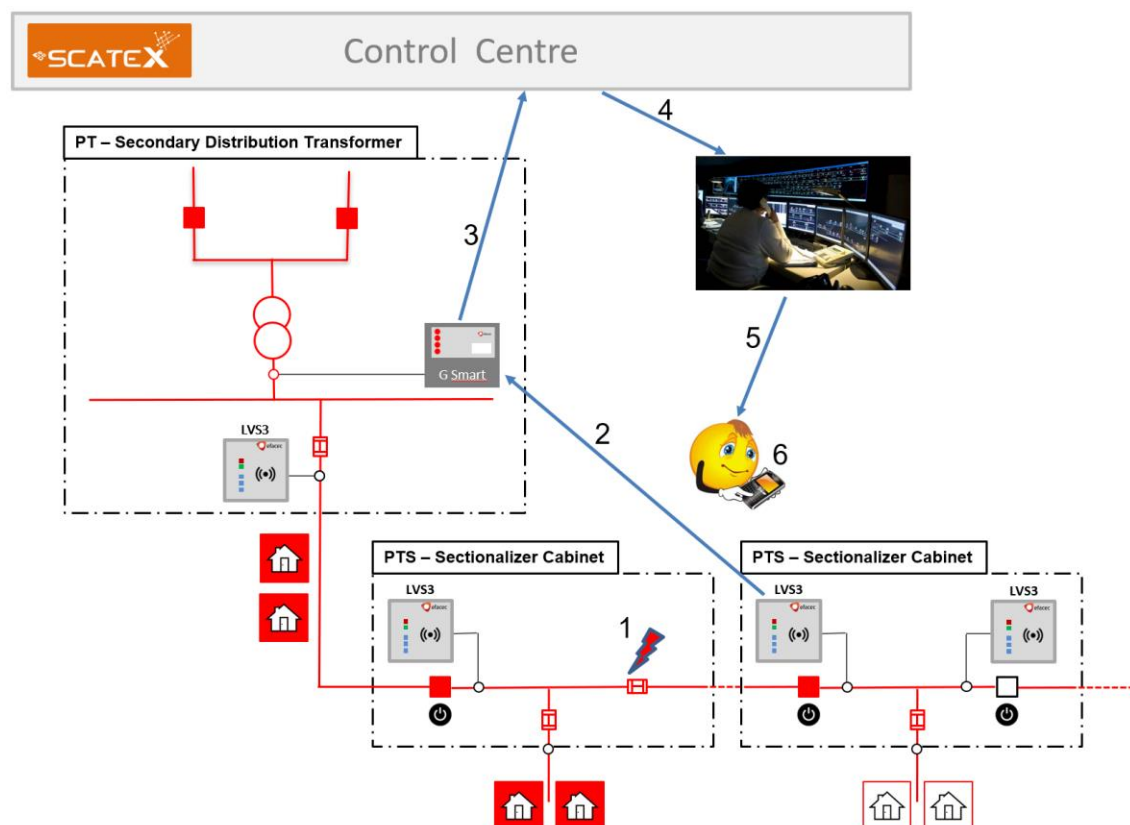 SCATEX
Control Centre
4
PT – Secondary Distribution Transformer
3
efacec
G Smart
5
LVS3
efacec
2
6
PTS – Sectionalizer Cabinet
PTS – Sectionalizer Cabinet
LVS3
efacec
1
LVS3
efacec
LVS3
efacec